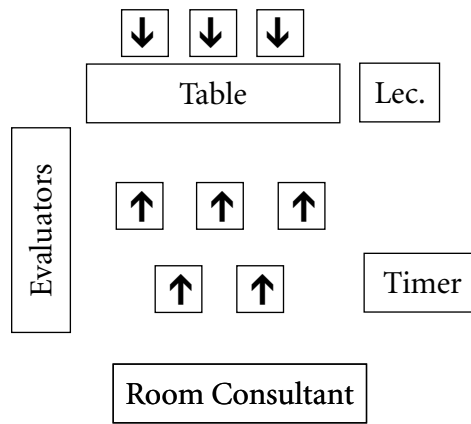 Table
Lec.
Evaluators
Timer
Room Consultant